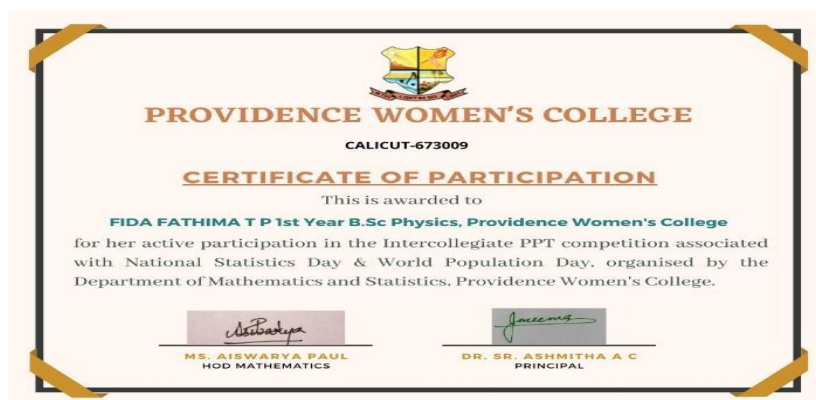 PROVIDENCE WOMEN'S COLLEGE
CALICUT-673009
CERTIFICATE OF PARTICIPATION
This is awarded to
FIDA FATHIMA T P 1st Year B.Sc Physics, Providence Women's College
for her active participation in the Intercollegiate PPT competition associated
with National Statistics Day & World Population Day, organised by the
Department of Mathematics and Statistics, Providence Women's College.
MS. AISWARYA PAUL
HOD MATHEMATICS
DR. SR. ASHMITHA A C
PRINCIPAL